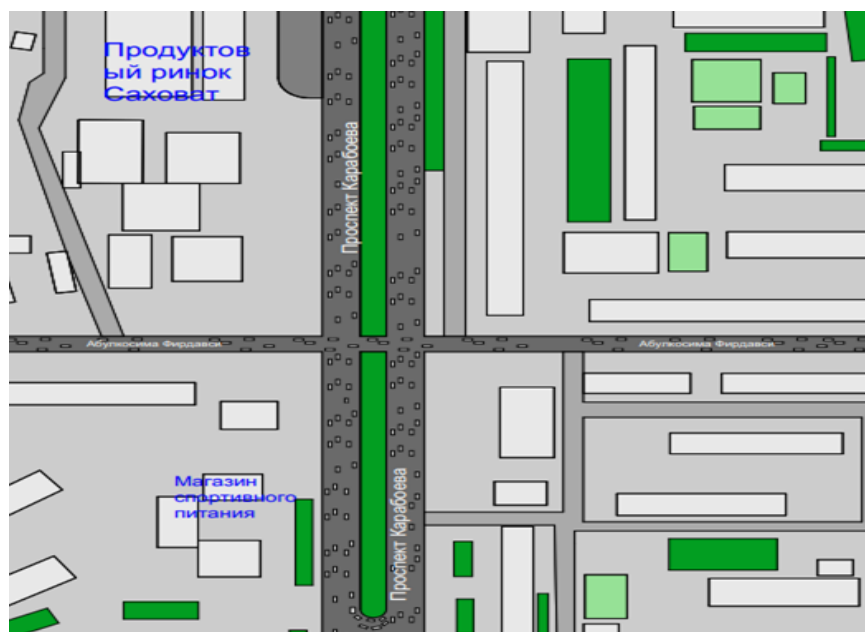 Продуктов
ый ринок
Саховат
Проспект Карабоева
Абулкосима Фирдавси
Абулкосима Фирдавси
Магазин
спортивного
питания
Проспект Карабоева